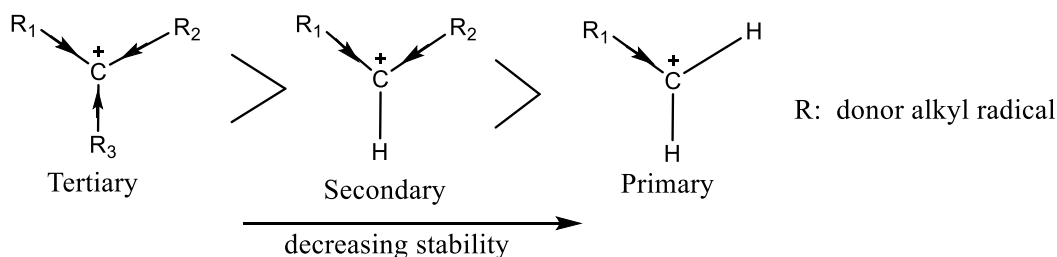 R1 R2 R1 R2 R1 H
+ + +
C > C > C R: donor alkyl radical
R3 H H
Tertiary Secondary Primary
decreasing stability